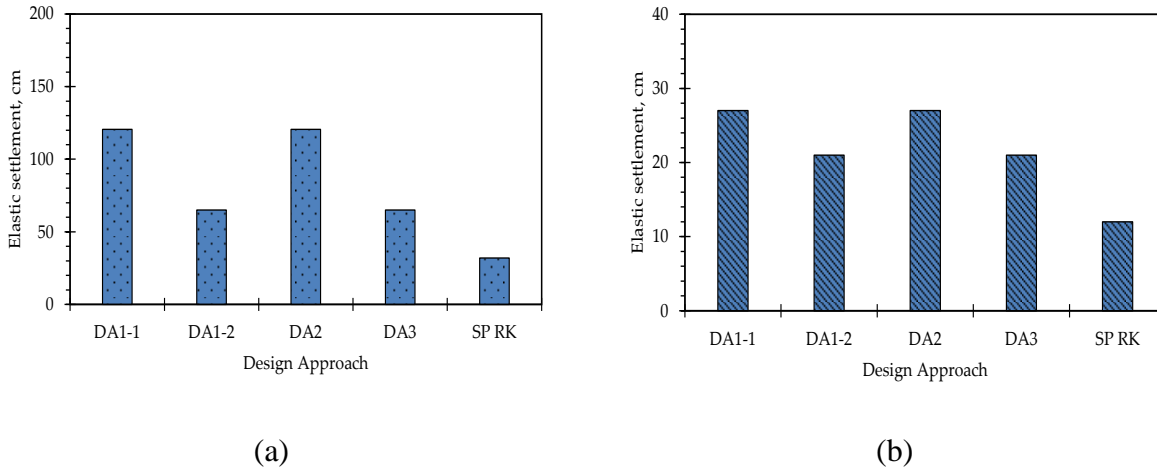 200
150
100
50
0
Elastic settlement, cm
DA1-1 DA1-2 DA2 DA3 SP RK
Design Approach
(a)
40
30
20
10
0
Elastic settlement, cm
DA1-1 DA1-2 DA2 DA3 SP RK
Design Approach
(b)